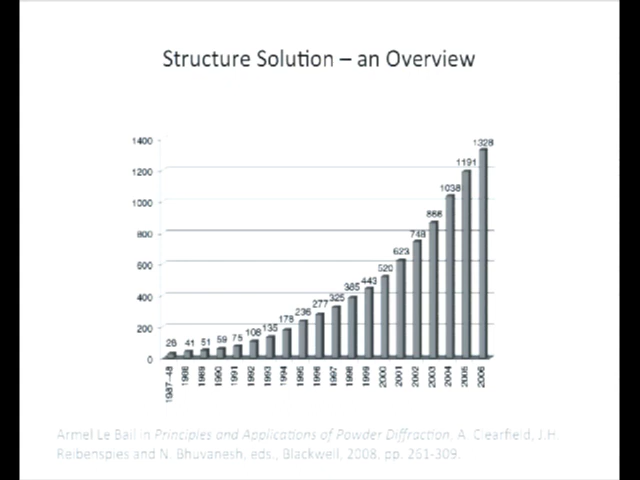 Structure Solution – an Overview
1400
1200
1000
800
600
400
200
0
28 41 51 59 75 108 135 178 236 277 325 385 443 520 623 748 868 1038 1191 1328
1987-48 1988 1989 1990 1991 1992 1993 1994 1995 1996 1997 1998 1999 2000 2001 2002 2003 2004 2005 2006
Armel Le Bail in Principles and Applications of Powder Diffraction, A. Clearfield, J.H.
Reibenspies and N. Bhuvanesh, eds., Blackwell, 2008, pp. 261-309.